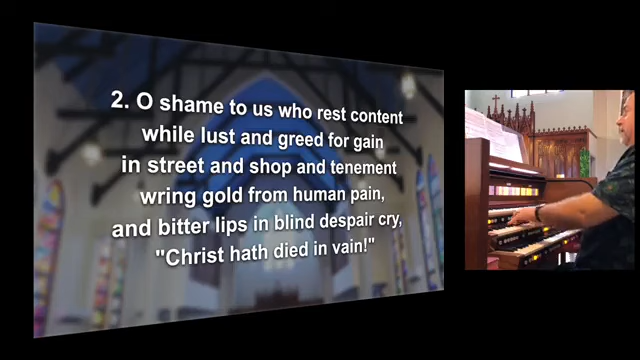 2. O shame to us who rest content
while lust and greed for gain
in street and shop and tenement
wring gold from human pain,
and bitter lips in blind despair cry,
"Christ hath died in vain!"